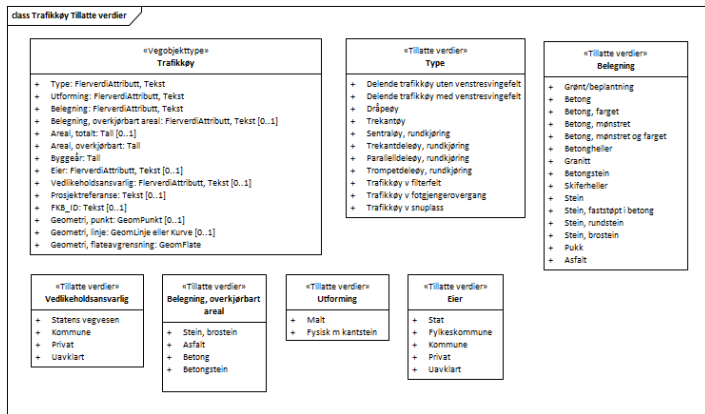 class Trafikkøy Tillatte verdier
«Vegobjekttype»
Trafikkøy
+ Type: FlerverdiAttributt, Tekst
+ Utforming: FlerverdiAttributt, Tekst
+ Belegning: FlerverdiAttributt, Tekst
+ Belegning, overkjørbart areal: FlerverdiAttributt, Tekst [0..1]
+ Areal, totalt: Tall [0..1]
+ Areal, overkjørbart: Tall [0..1]
+ Byggeår: Tall
+ Eier: FlerverdiAttributt, Tekst [0..1]
+ Vedlikeholdsansvarlig: FlerverdiAttributt, Tekst [0..1]
+ Prosjektreferanse: Tekst [0..1]
+ FKB_ID: Tekst [0..1]
+ Geometri, punkt: GeomPunkt [0..1]
+ Geometri, linje: GeomLinje eller Kurve [0..1]
+ Geometri, flateavgrensning: GeomFlate
«Tillatte verdier»
Type
+ Delende trafikkøy uten venstresvingefelt
+ Delende trafikkøy med venstresvingefelt
+ Dråpeøy
+ Trekantøy
+ Sentraløy, rundkjøring
+ Trekantdeleøy, rundkjøring
+ Paralelldeleøy, rundkjøring
+ Trompetdeleøy, rundkjøring
+ Trafikkøy v filterfelt
+ Trafikkøy v fotgjengerovergang
+ Trafikkøy v snuplass
«Tillatte verdier»
Belegning
+ Grønt/beplantning
+ Betong
+ Betong, farget
+ Betong, mønstret
+ Betong, mønstret og farget
+ Betongheller
+ Granitt
+ Betongstein
+ Skiferheller
+ Stein
+ Stein, faststøpt i betong
+ Stein, rundstein
+ Stein, brostein
+ Pukk
+ Asfalt
«Tillatte verdier»
Vedlikeholdsansvarlig
+ Statens vegvesen
+ Kommune
+ Privat
+ Uavklart
«Tillatte verdier»
Belegning, overkjørbart
areal
+ Stein, brostein
+ Asfalt
+ Betong
+ Betongstein
«Tillatte verdier»
Utforming
+ Malt
+ Fysisk m kantstein
«Tillatte verdier»
Eier
+ Stat
+ Fylkeskommune
+ Kommune
+ Privat
+ Uavklart